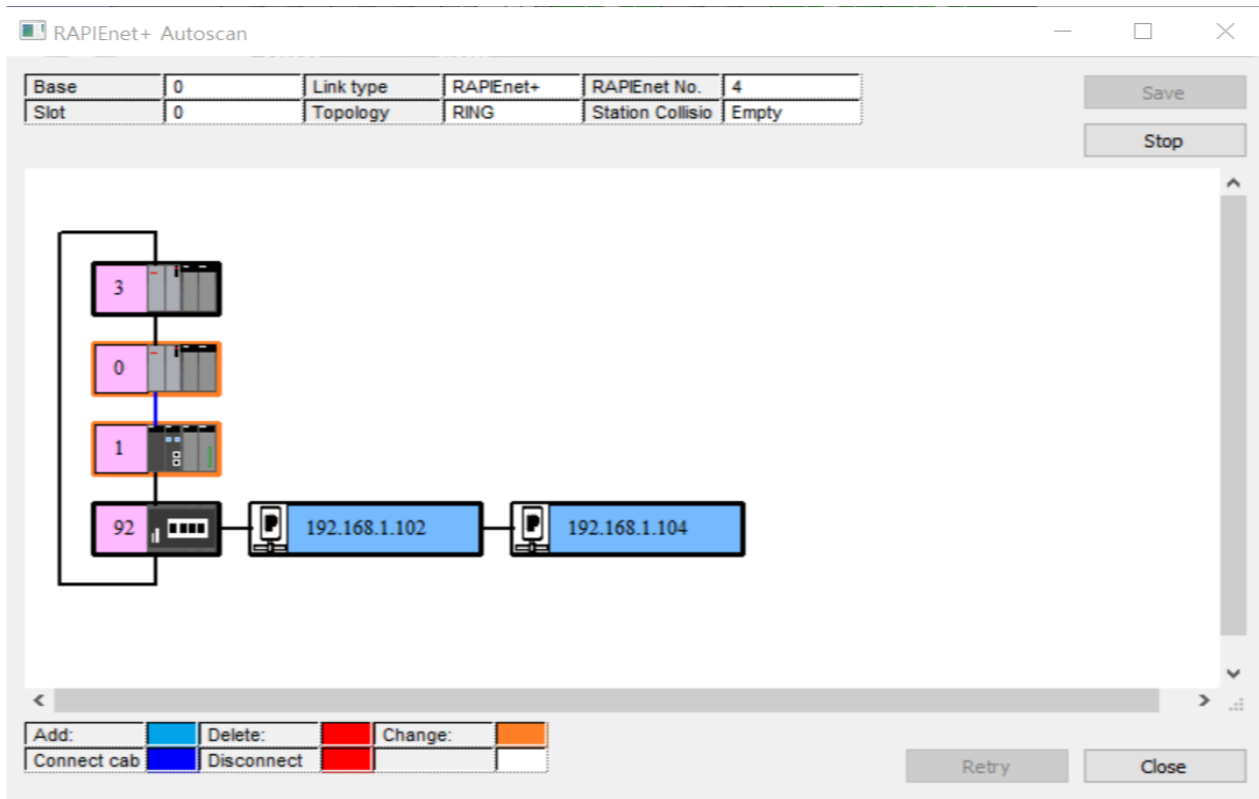 RAPIEnet+ Autoscan
Base 0 Link type RAPIEnet+ RAPIEnet No. 4
Slot 0 Topology RING Station Collisio Empty
Save
Stop
3
0
1
92 192.168.1.102 192.168.1.104
Add: Delete: Change:
Connect cab Disconnect
Retry Close